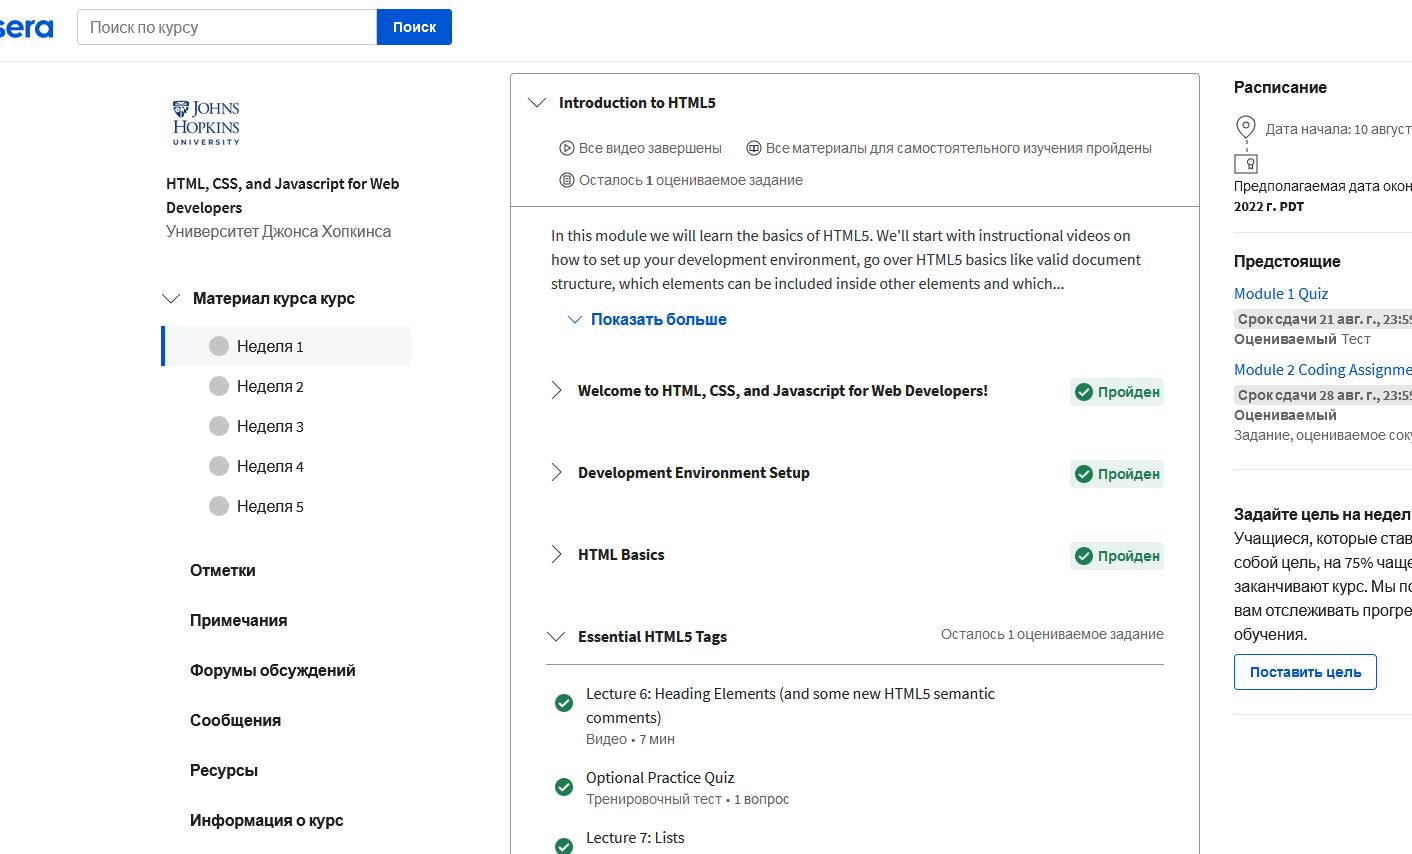 sera
Поиск по курсу
Поиск
JOHNS
HOPKINS
UNIVERSITY
HTML, CSS, and Javascript for Web
Developers
Университет Джонса Хопкинса
Материал курса курс
Неделя 1
Неделя 2
Неделя 3
Неделя 4
Неделя 5
Отметки
Примечания
Форумы обсуждений
Сообщения
Ресурсы
Информация о курс
Introduction to HTML5
Все видео завершены
Все материалы для самостоятельного изучения пройдены
Осталось 1 оцениваемое задание
In this module we will learn the basics of HTML5. We'll start with instructional videos on
how to set up your development environment, go over HTML5 basics like valid document
structure, which elements can be included inside other elements and which...
Показать больше
Welcome to HTML, CSS, and Javascript for Web Developers!
Пройден
Development Environment Setup
Пройден
HTML Basics
Пройден
Essential HTML5 Tags
Осталось 1 оцениваемое задание
Lecture 6: Heading Elements (and some new HTML5 semantic
comments)
Видео • 7 мин
Optional Practice Quiz
Тренировочный тест • 1 вопрос
Lecture 7: Lists
Расписание
Дата начала: 10 август
Предполагаемая дата окон
2022 г. PDT
Предстоящие
Module 1 Quiz
Срок сдачи 21 авг. г., 23:59
Оцениваемый Тест
Module 2 Coding Assignme
Срок сдачи 28 авг. г., 23:59
Оцениваемый
Задание, оцениваемое соку
Задайте цель на недел
Учащиеся, которые став
собой цель, на 75% чаще
заканчивают курс. Мы по
вам отслеживать прогре
обучения.
Поставить цель